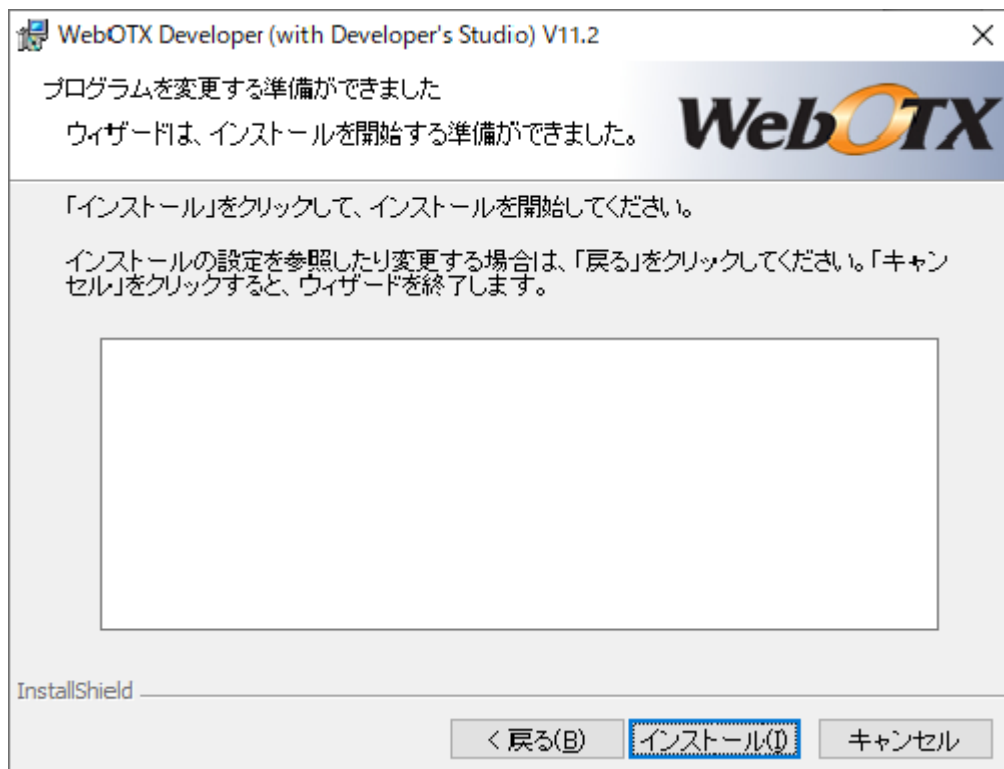 WebOTX Developer (with Developer's Studio) V11.2
プログラムを変更する準備ができました
ウィザードは、インストールを開始する準備ができました。
WebOTX
「インストール」をクリックして、インストールを開始してください。
インストールの設定を参照したり変更する場合は、「戻る」をクリックしてください。「キャン
セル」をクリックすると、ウィザードを終了します。
InstallShield
< 戻る(B)
インストール(I)
キャンセル